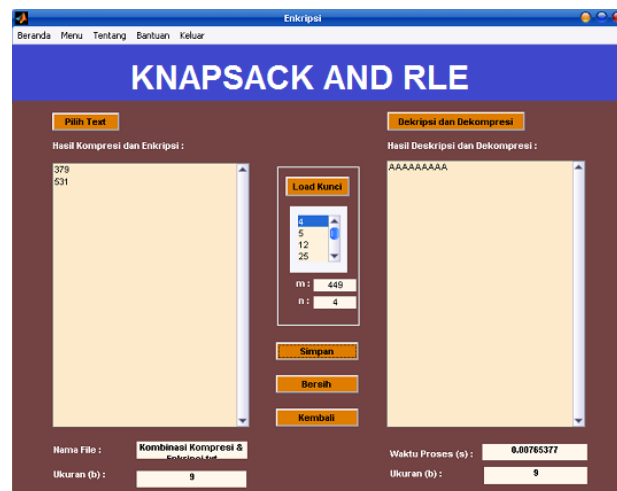 Enkripsi
Beranda Menu Tentang Bantuan Keluar
KNAPSACK AND RLE
Pilih Text
Hasil Kompresi dan Enkripsi :
379
531
Load Kunci
4
5
12
25
m : 449
n : 4
Simpan
Bersih
Kembali
Dekripsi dan Dekompresi
Hasil Deskripsi dan Dekompresi :
AAAAAAAAA
Nama File : Kombinasi Kompresi &
Ukuran (b) : 9
Waktu Proses (s) : 0.00765377
Ukuran (b) : 9